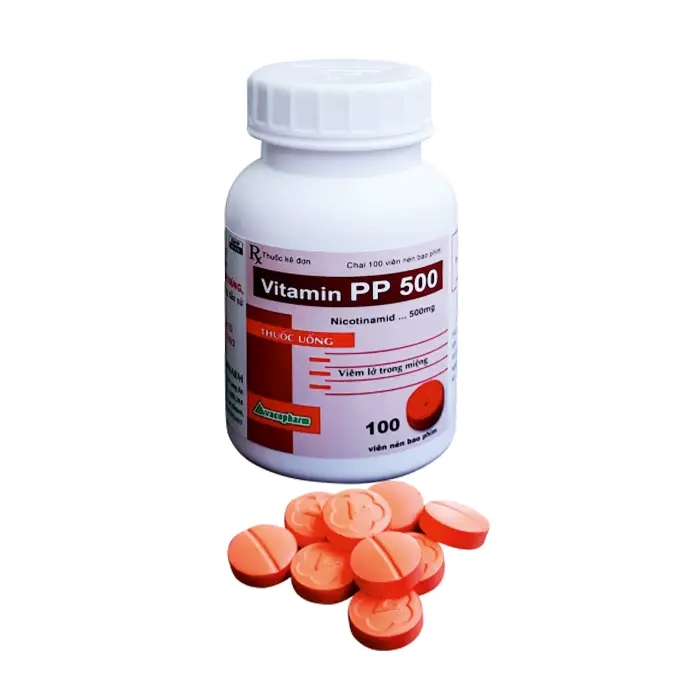 Rx Thuốc kê đơn
Chai 100 viên nén bao phim
Vitamin PP 500
Nicotinamid ... 500mg
THUỐC UỐNG
Viêm lở trong miệng
vacopharm
100
viên nén bao phim